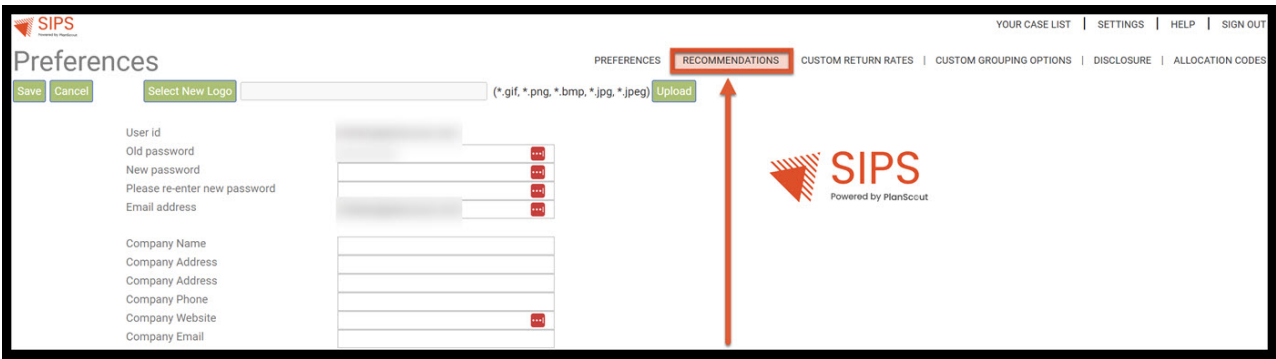 SIPS
Powered by PlanScout
YOUR CASE LIST | SETTINGS | HELP | SIGN OUT
Preferences
PREFERENCES RECOMMENDATIONS CUSTOM RETURN RATES | CUSTOM GROUPING OPTIONS | DISCLOSURE | ALLOCATION CODES
Save Cancel Select New Logo (*.gif, *.png, *.bmp, *.jpg, *.jpeg) Upload
User id
Old password
New password
Please re-enter new password
Email address
SIPS
Powered by PlanScout
Company Name
Company Address
Company Address
Company Phone
Company Website
Company Email